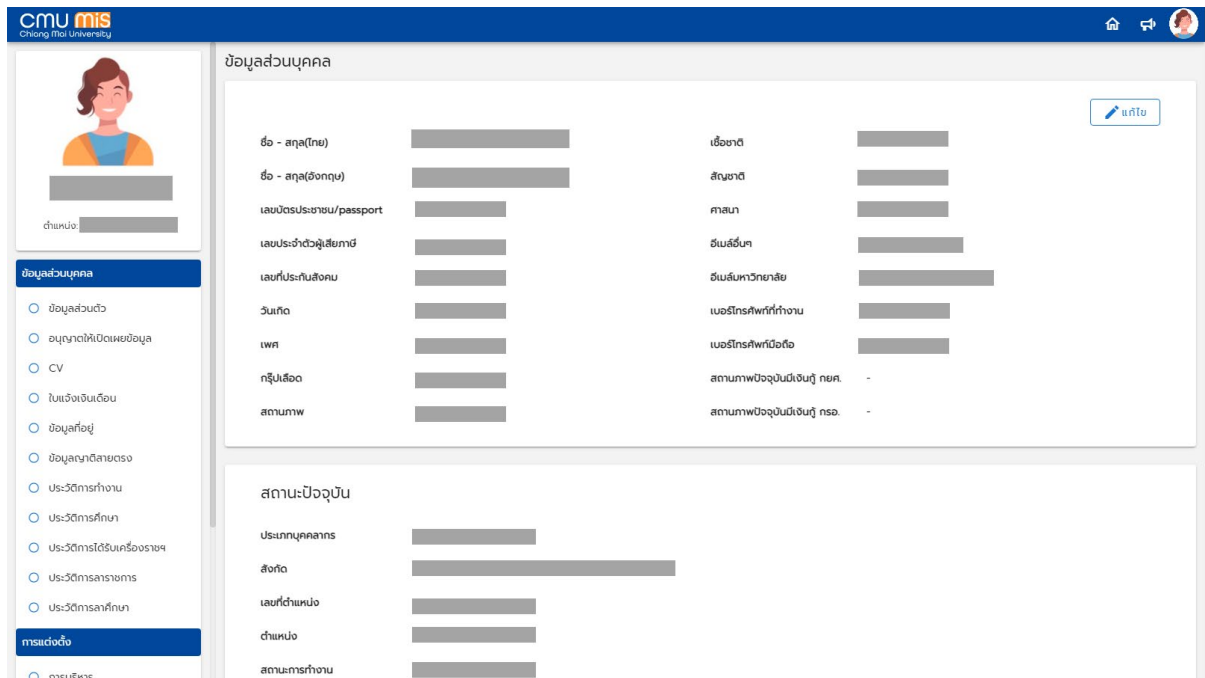 CMU mis
Chiang Mai University
ตำแหน่ง:
ข้อมูลส่วนบุคคล
ข้อมูลส่วนตัว
อนุญาตให้เปิดเผยข้อมูล
CV
ใบแจ้งเงินเดือน
ข้อมูลที่อยู่
ข้อมูลญาติสายตรง
ประวัติการทำงาน
ประวัติการศึกษา
ประวัติการได้รับเครื่องราชฯ
ประวัติการลาราชการ
ประวัติการลาศึกษา
การแต่งตั้ง
การบริหาร
ข้อมูลส่วนบุคคล
แก้ไข
ชื่อ - สกุล(ไทย)
ชื่อ - สกุล(อังกฤษ)
เลขบัตรประชาชน/passport
เลขประจำตัวผู้เสียภาษี
เลขที่ประกันสังคม
วันเกิด
เพศ
กรุ๊ปเลือด
สถานภาพ
เชื้อชาติ
สัญชาติ
ศาสนา
อีเมล์อื่นๆ
อีเมล์มหาวิทยาลัย
เบอร์โทรศัพท์ที่ทำงาน
เบอร์โทรศัพท์มือถือ
สถานภาพปัจจุบันมีเงินกู้ กยศ. -
สถานภาพปัจจุบันมีเงินกู้ กรอ. -
สถานะปัจจุบัน
ประเภทบุคคลากร
สังกัด
เลขที่ตำแหน่ง
ตำแหน่ง
สถานะการทำงาน